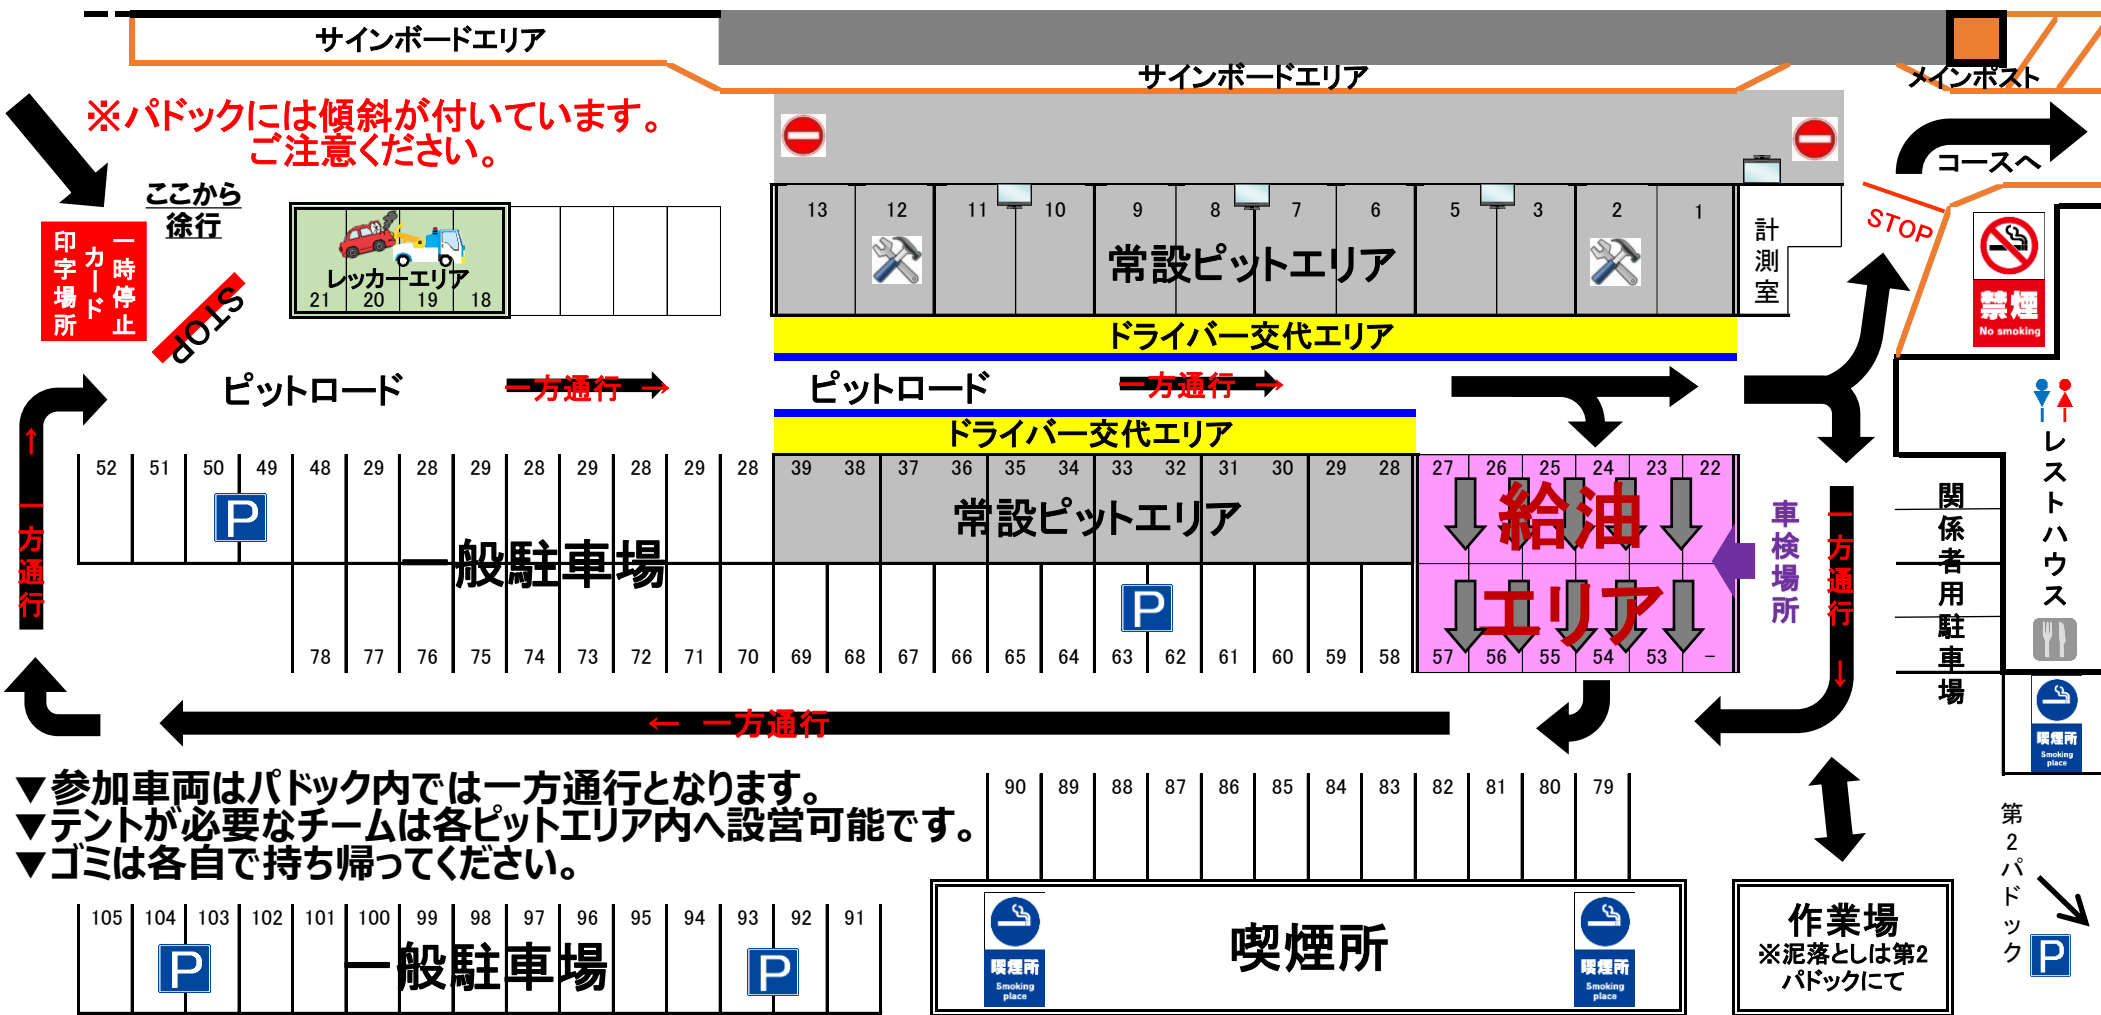 サインボードエリア
サインボードエリア
メインポスト
※パドックには傾斜が付いています。
ご注意ください。
コースへ
ここから
徐行
一時停止
カード
印字場所
STOP
レッカーエリア
21 20 19 18
13 12 11 10 9 8 7 6 5 3 2 1
常設ピットエリア
計測室
STOP
禁煙
No smoking
ドライバー交代エリア
ピットロード
一方通行 →
ピットロード
一方通行 →
ドライバー交代エリア
← 一方通行
52 51 50 49 48 29 28 29 28 29 28 29 28 39 38 37 36 35 34 33 32 31 30 29 28 27 26 25 24 23 22
P
常設ピットエリア
一般駐車場
給油
エリア
車検場所
一方通行 →
関係者用駐車場
レストハウス
P
78 77 76 75 74 73 72 71 70 69 68 67 66 65 64 63 62 61 60 59 58 57 56 55 54 53 -
← 一方通行
喫煙所
Smoking
place
▼参加車両はパドック内では一方通行となります。
▼テントが必要なチームは各ピットエリア内へ設営可能です。
▼ゴミは各自で持ち帰ってください。
90 89 88 87 86 85 84 83 82 81 80 79
第2パドック
P
105 104 103 102 101 100 99 98 97 96 95 94 93 92 91
P
一般駐車場
P
喫煙所
Smoking
place
喫煙所
喫煙所
Smoking
place
作業場
※泥落としは第2
パドックにて